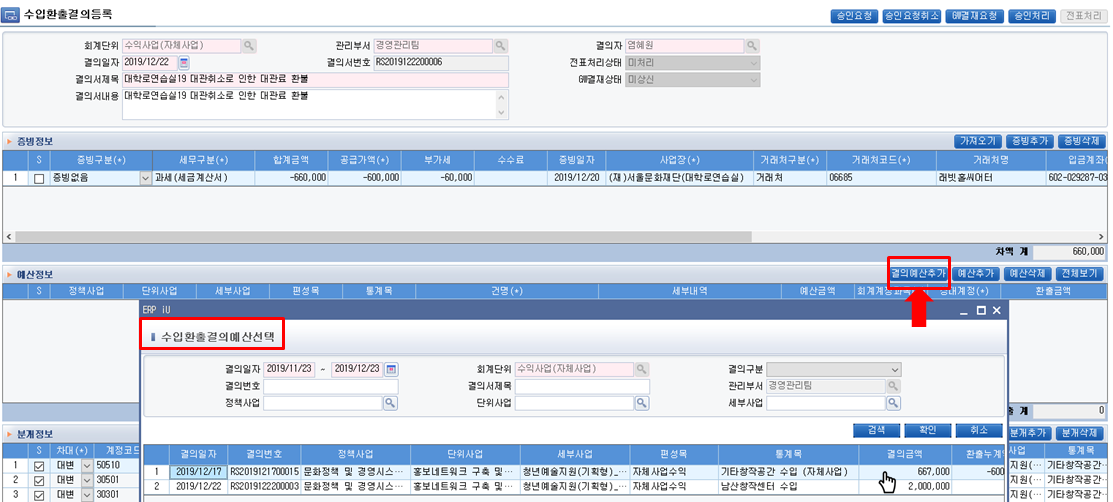 수입환출결의등록
승인요청 승인요청취소 GW결재요청 승인처리 전표처리
회계단위 수익사업(자체사업) 관리부서 경영관리팀 결의자 염혜원
결의일자 2019/12/22 결의서번호 RS2019122200006 전표처리상태 미처리
결의서제목 대학로연습실19 대관취소로 인한 대관료 환불 GW결재상태 미상신
결의서내용 대학로연습실19 대관취소로 인한 대관료 환불
증빙정보 가져오기 증빙추가 증빙삭제
S 증빙구분(*) 세무구분(*) 합계금액 공급가액(*) 부가세 수수료 증빙일자 사업장(*) 거래처구분(*) 거래처코드(*) 거래처명 입금계좌(
1 증빙없음 과세(세금계산서) -660,000 -600,000 -60,000 2019/12/20 (재)서울문화재단(대학로연습실) 거래처 06685 래빗홀씨어터 602-029287-03
차액 계 660,000
예산정보 결의예산추가 예산추가 예산삭제 전체보기
S 정책사업 단위사업 세부사업 편성목 통계목 건명(*) 세부내역 예산금액 회계계정과목 상대계정(*) 환출금액
ERP iU
수입환출결의예산선택
결의일자 2019/11/23 ~ 2019/12/23 회계단위 수익사업(자체사업) 결의구분
결의번호 결의서제목 관리부서 경영관리팀
정책사업 단위사업 세부사업
출 계 0
검색 확인 취소
분개정보 분개추가 분개삭제
S 차대(*) 계정코드
결의일자 결의번호 정책사업 단위사업 세부사업 편성목 통계목 결의금액 환출누계액
사업 통계목
1 대변 50510
1 2019/12/17 RS2019121700015 문화정책 및 경영시스… 홍보네트워크 구축 및… 청년예술지원(기획형)_… 자체사업수익 기타창작공간 수입 (자체사업) 667,000 -600
지원(… 기타창작공간…
2 대변 30501
2 2019/12/22 RS2019122200003 문화정책 및 경영시스… 홍보네트워크 구축 및… 청년예술지원(기획형)_… 자체사업수익 남산창작센터 수입 2,000,000
지원(… 기타창작공간…
3 대변 30301
지원(… 기타창작공간…